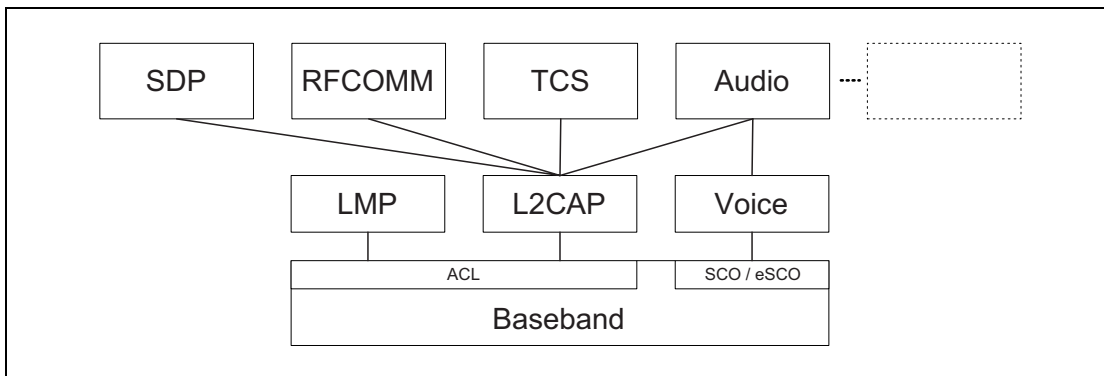 SDP RFCOMM TCS Audio
LMP L2CAP Voice
ACL SCO / eSCO
Baseband